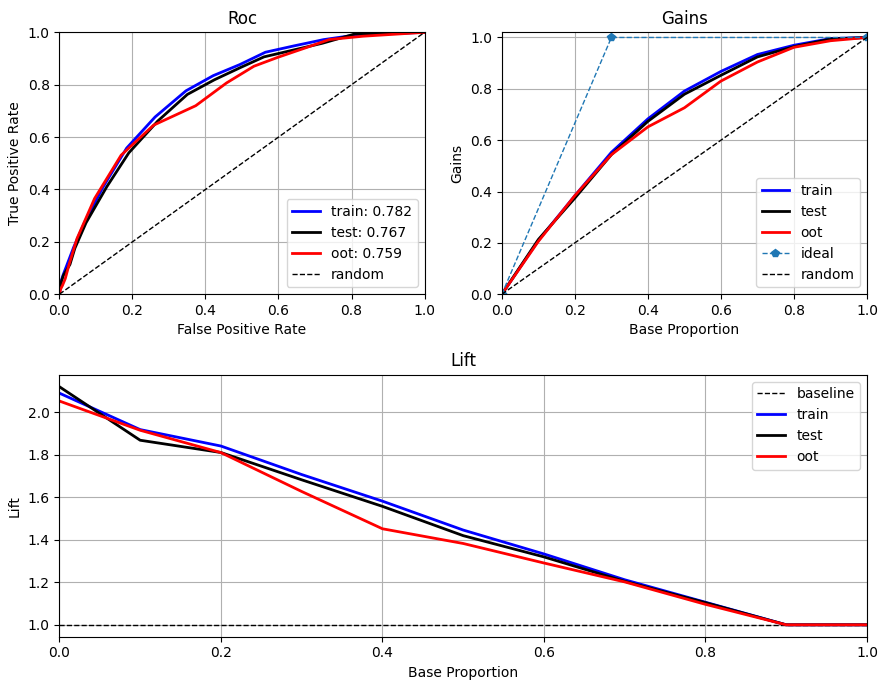 Roc
True Positive Rate
1.0
0.8
0.6
0.4
0.2
0.0
train: 0.782
test: 0.767
oot: 0.759
random
0.0 0.2 0.4 0.6 0.8 1.0
False Positive Rate
Gains
Gains
1.0
0.8
0.6
0.4
0.2
0.0
train
test
oot
ideal
random
0.0 0.2 0.4 0.6 0.8 1.0
Base Proportion
Lift
Lift
2.0
1.8
1.6
1.4
1.2
1.0
baseline
train
test
oot
0.0 0.2 0.4 0.6 0.8 1.0
Base Proportion